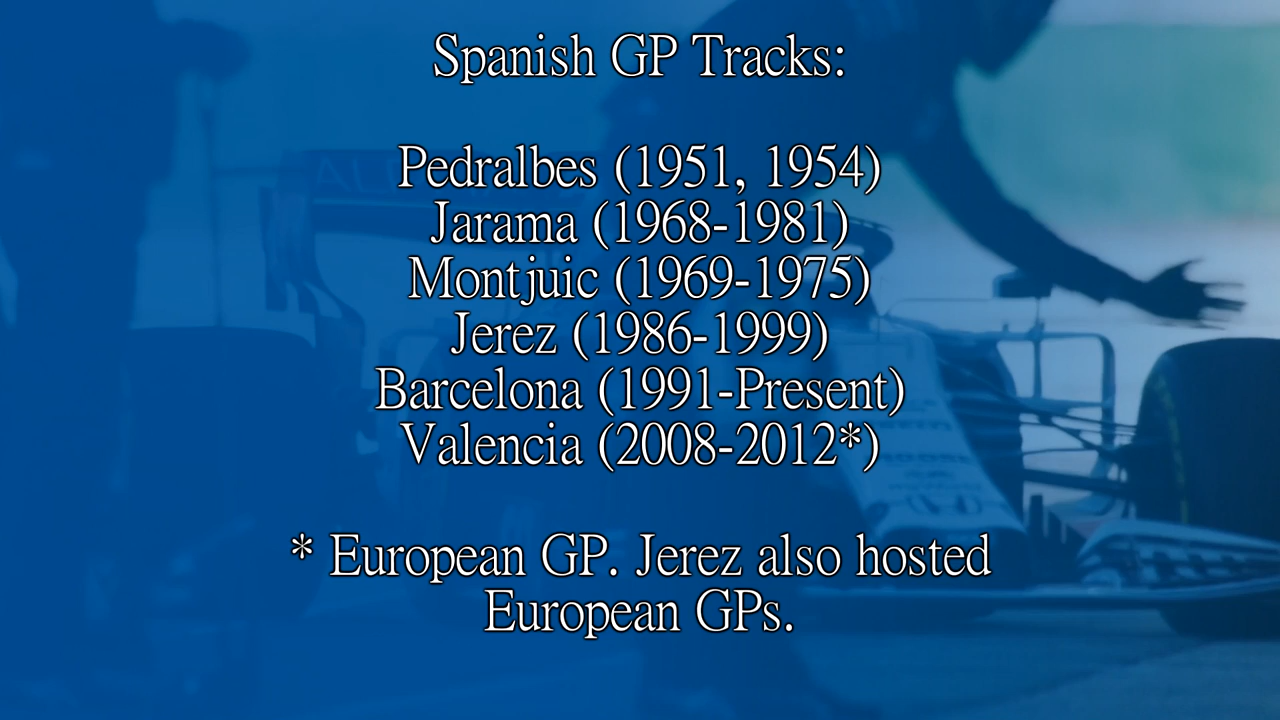 Spanish GP Tracks:
Pedralbes (1951, 1954)
Jarama (1968-1981)
Montjuic (1969-1975)
Jerez (1986-1999)
Barcelona (1991-Present)
Valencia (2008-2012*)
* European GP. Jerez also hosted
European GPs.